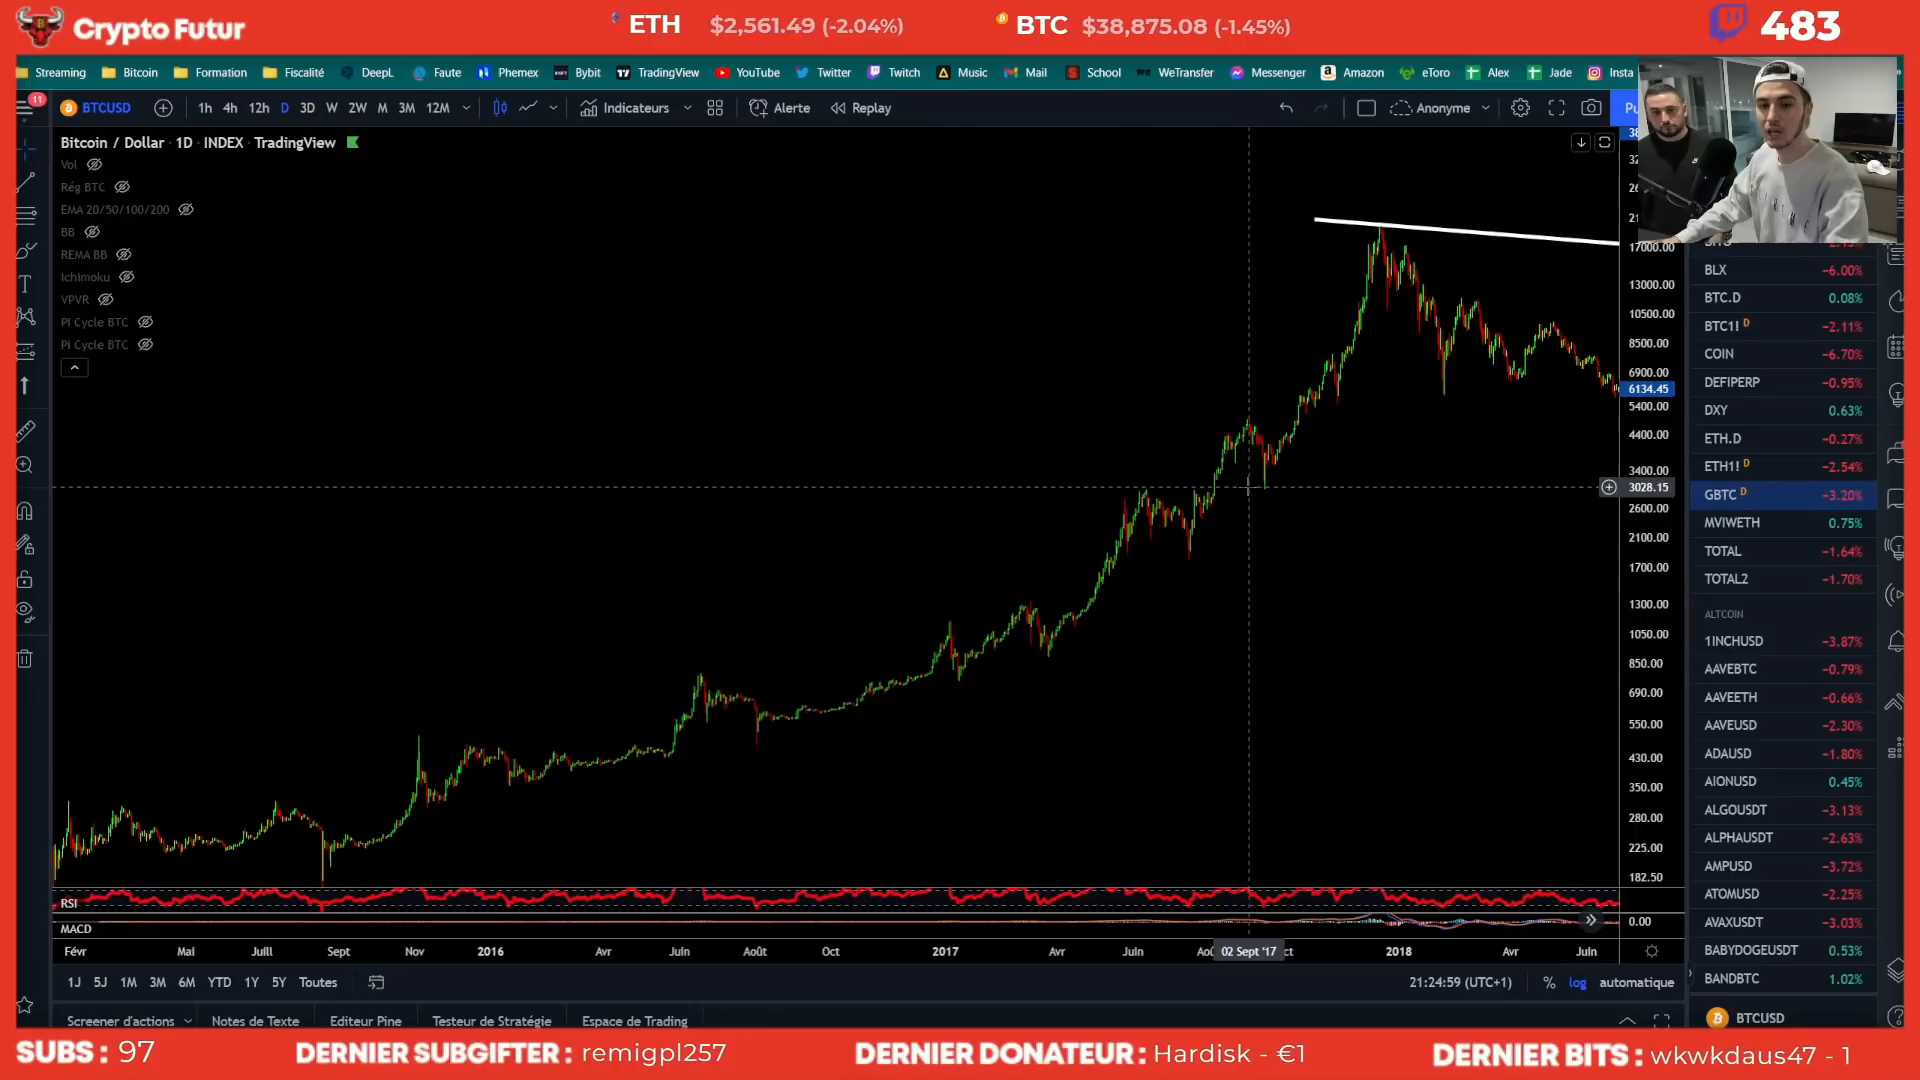 Crypto Futur
ETH $2,561.49 (-2.04%)
BTC $38,875.08 (-1.45%)
483
Streaming Bitcoin Formation Fiscalité DeepL Faute Phemex Bybit TradingView YouTube Twitter Twitch Music Mail School WeTransfer Messenger Amazon eToro Alex Jade Insta
11
BTCUSD 1h 4h 12h D 3D W 2W M 3M 12M Indicateurs Alerte Replay Anonyme Pu
Bitcoin / Dollar · 1D · INDEX · TradingView
Vol
Rég BTC
EMA 20/50/100/200
BB
REMA BB
Ichimoku
VPVR
PI Cycle BTC
PI Cycle BTC
17000.00
13000.00
10500.00
8500.00
6900.00
6134.45
5400.00
4400.00
3400.00
3028.15
2600.00
2100.00
1700.00
1300.00
1050.00
850.00
690.00
550.00
430.00
350.00
280.00
225.00
182.50
RSI
0.00
MACD
Févr Mai Juill Sept Nov 2016 Avr Juin Août Oct 2017 Avr Juin Aoû 02 Sept '17 ct 2018 Avr Juin
1J 5J 1M 3M 6M YTD 1Y 5Y Toutes 21:24:59 (UTC+1) % log automatique
Screener d'actions Notes de Texte Editeur Pine Testeur de Stratégie Espace de Trading
BLX -6.00%
BTC.D 0.08%
BTC1! D -2.11%
COIN -6.70%
DEFIPERP -0.95%
DXY 0.63%
ETH.D -0.27%
ETH1! D -2.54%
GBTC D -3.20%
MVIWETH 0.75%
TOTAL -1.64%
TOTAL2 -1.70%
ALTCOIN
1INCHUSD -3.87%
AAVEBTC -0.79%
AAVEETH -0.66%
AAVEUSD -2.30%
ADAUSD -1.80%
AIONUSD 0.45%
ALGOUSDT -3.13%
ALPHAUSDT -2.63%
AMPUSD -3.72%
ATOMUSD -2.25%
AVAXUSDT -3.03%
BABYDOGEUSDT 0.53%
BANDBTC 1.02%
BTCUSD
SUBS : 97
DERNIER SUBGIFTER : remigpl257
DERNIER DONATEUR : Hardisk - €1
DERNIER BITS : wkwkdaus47 - 1